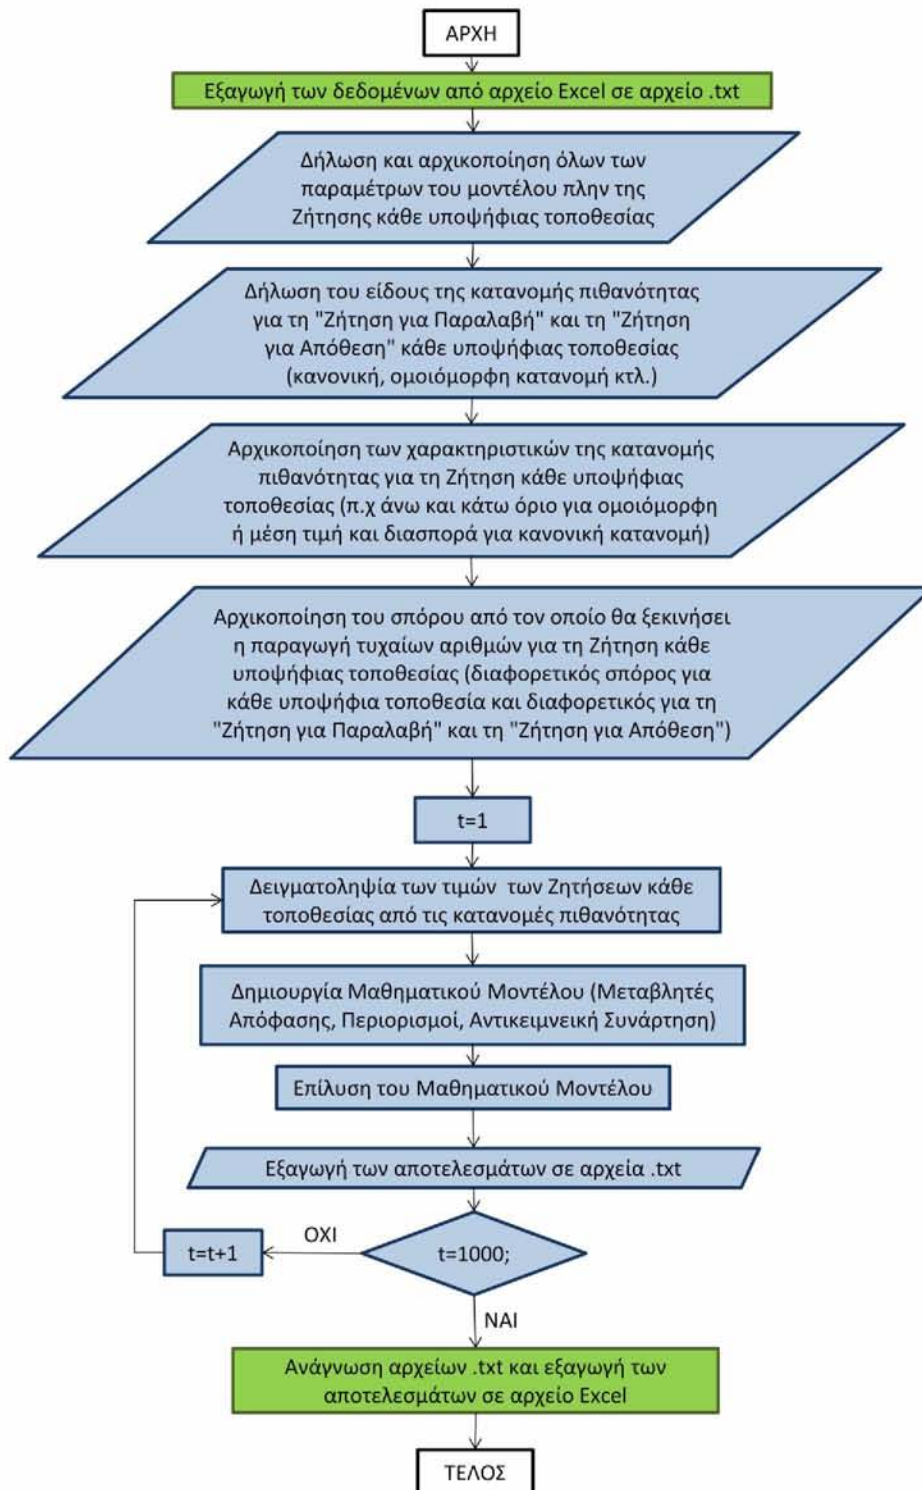 ΑΡΧΗ
Εξαγωγή των δεδομένων από αρχείο Excel σε αρχείο .txt
Δήλωση και αρχικοποίηση όλων των
παραμέτρων του μοντέλου πλην της
Ζήτησης κάθε υποψήφιας τοποθεσίας
Δήλωση του είδους της κατανομής πιθανότητας
για τη "Ζήτηση για Παραλαβή" και τη "Ζήτηση
για Απόθεση" κάθε υποψήφιας τοποθεσίας
(κανονική, ομοιόμορφη κατανομή κτλ.)
Αρχικοποίηση των χαρακτηριστικών της κατανομής
πιθανότητας για τη Ζήτηση κάθε υποψήφιας
τοποθεσίας (π.χ άνω και κάτω όριο για ομοιόμορφη
ή μέση τιμή και διασπορά για κανονική κατανομή)
Αρχικοποίηση του σπόρου από τον οποίο θα ξεκινήσει
η παραγωγή τυχαίων αριθμών για τη Ζήτηση κάθε
υποψήφιας τοποθεσίας (διαφορετικός σπόρος για
κάθε υποψήφια τοποθεσία και διαφορετικός για τη
"Ζήτηση για Παραλαβή" και τη "Ζήτηση για Απόθεση")
t=1
Δειγματοληψία των τιμών των Ζητήσεων κάθε
τοποθεσίας από τις κατανομές πιθανότητας
Δημιουργία Μαθηματικού Μοντέλου (Μεταβλητές
Απόφασης, Περιορισμοί, Αντικειμνεική Συνάρτηση)
Επίλυση του Μαθηματικού Μοντέλου
Εξαγωγή των αποτελεσμάτων σε αρχεία .txt
ΟΧΙ
t=t+1
t=1000;
ΝΑΙ
Ανάγνωση αρχείων .txt και εξαγωγή των
αποτελεσμάτων σε αρχείο Excel
ΤΕΛΟΣ